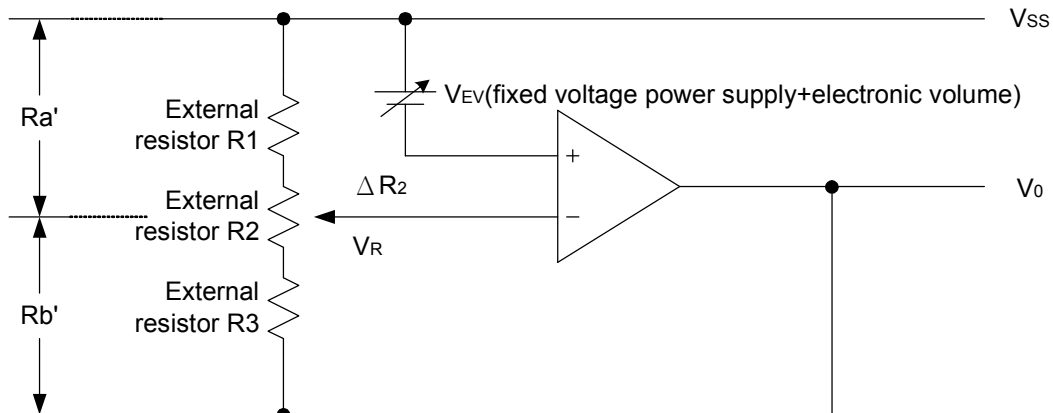 VSS
VEV(fixed voltage power supply+electronic volume)
Ra'
External
resistor R1
+
Δ R2
External
resistor R2
V0
−
VR
External
resistor R3
Rb'